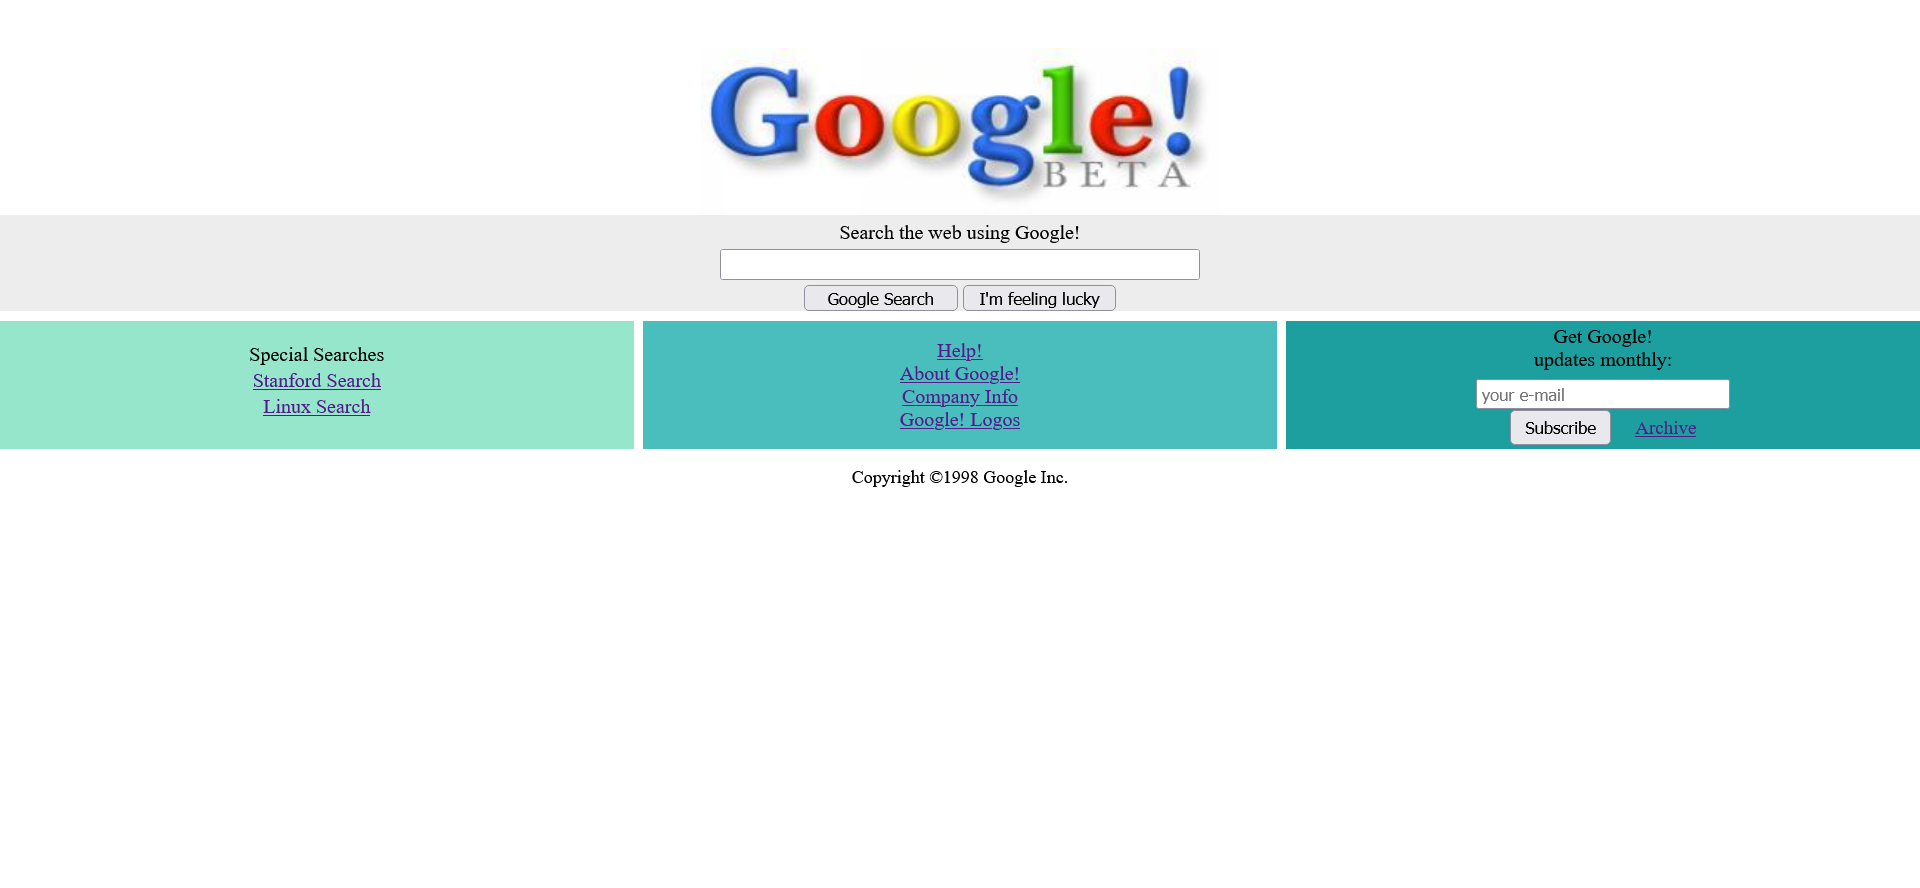 Google!
BETA
Search the web using Google!
Google Search I'm feeling lucky
Special Searches
Stanford Search
Linux Search
Help!
About Google!
Company Info
Google! Logos
Get Google!
updates monthly:
your e-mail
Subscribe Archive
Copyright ©1998 Google Inc.